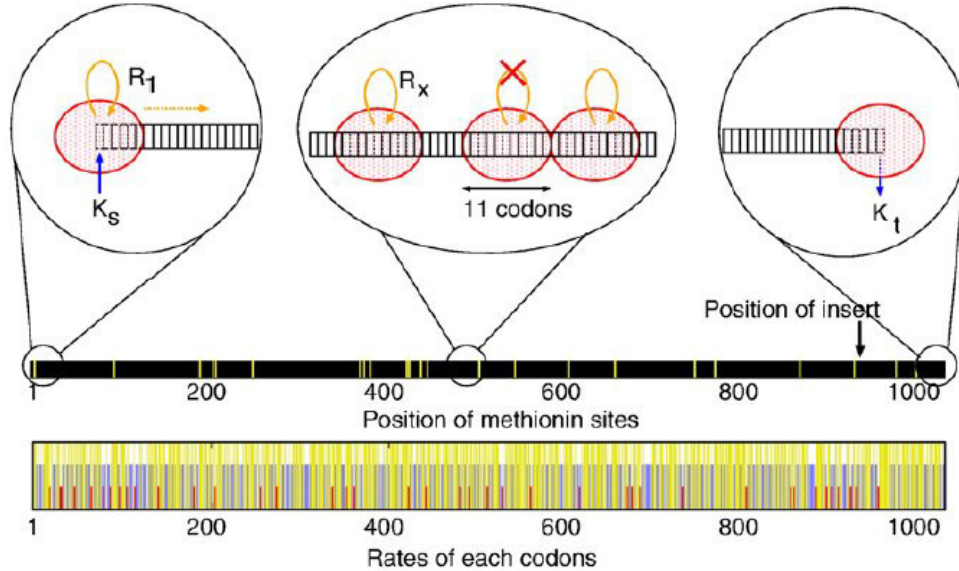 R1
Rx
Ks
11 codons
Kt
Position of insert
1 200 400 600 800 1000
Position of methionin sites
1 200 400 600 800 1000
Rates of each codons